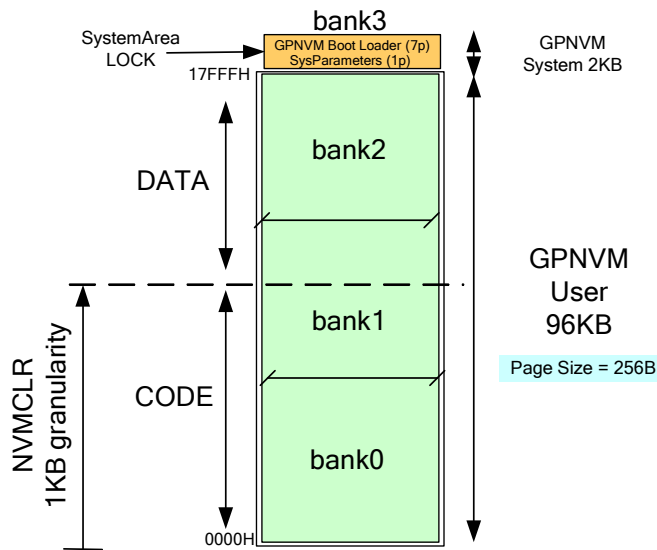 bank3
SystemArea
LOCK
GPNVM Boot Loader (7p)
SysParameters (1p)
GPNVM
System 2KB
17FFFH
bank2
DATA
GPNVM
User
96KB
bank1
Page Size = 256B
NVMCLR
1KB granularity
CODE
bank0
0000H